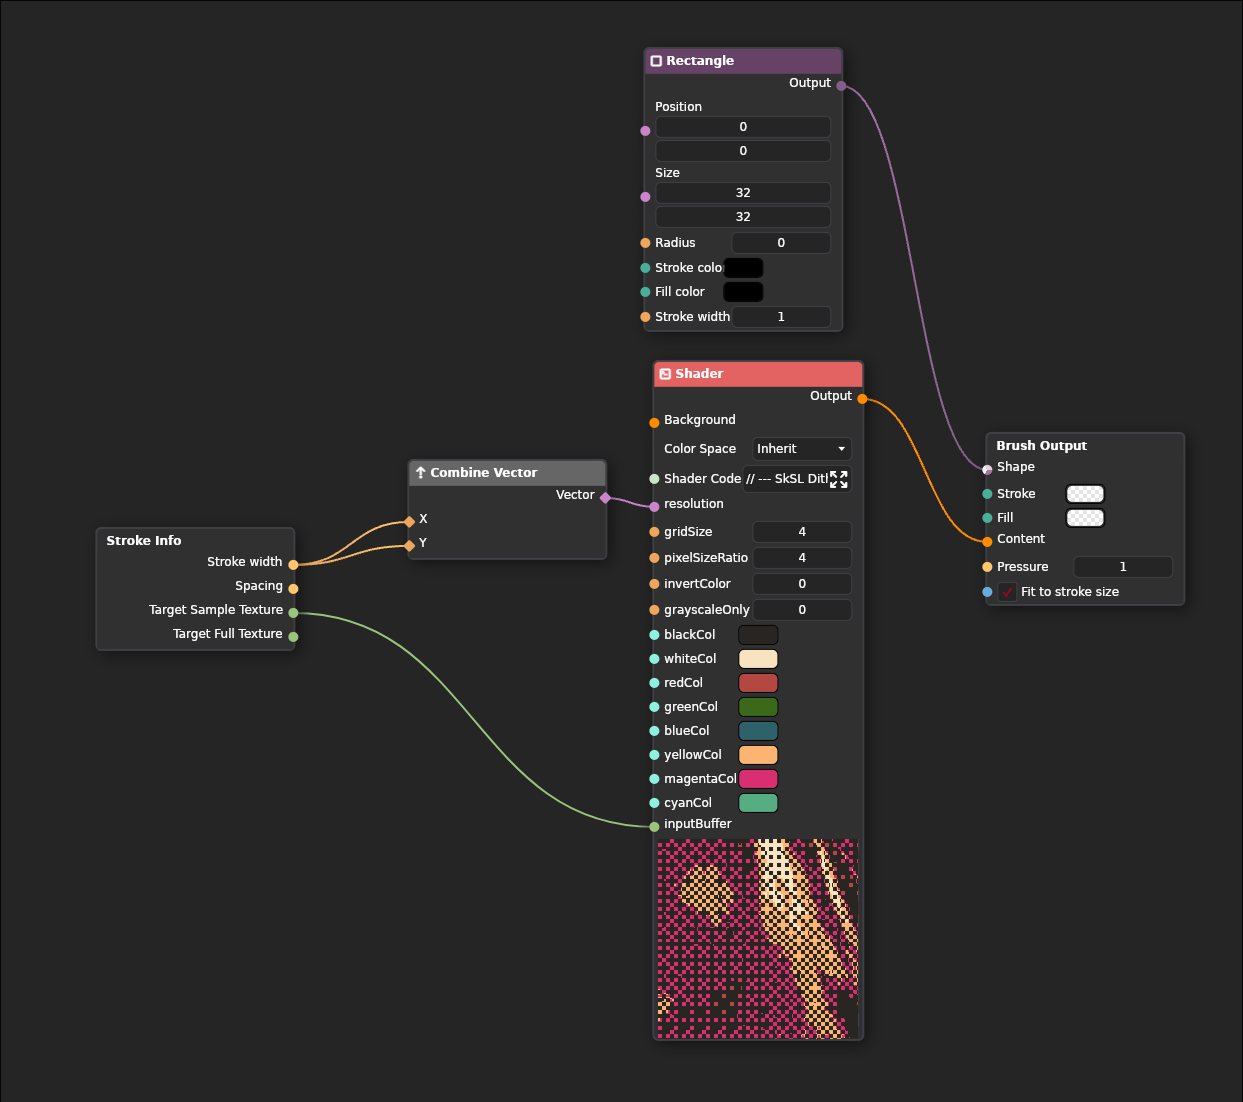 Rectangle
Output
Position
0
0
Size
32
32
Radius 0
Stroke colo
Fill color
Stroke width 1
Shader
Output
Background
Color Space Inherit
Shader Code // --- SkSL Dit
resolution
gridSize 4
pixelSizeRatio 4
invertColor 0
grayscaleOnly 0
blackCol
whiteCol
redCol
greenCol
blueCol
yellowCol
magentaCol
cyanCol
inputBuffer
Combine Vector
Vector
X
Y
Stroke Info
Stroke width
Spacing
Target Sample Texture
Target Full Texture
Brush Output
Shape
Stroke
Fill
Content
Pressure 1
Fit to stroke size